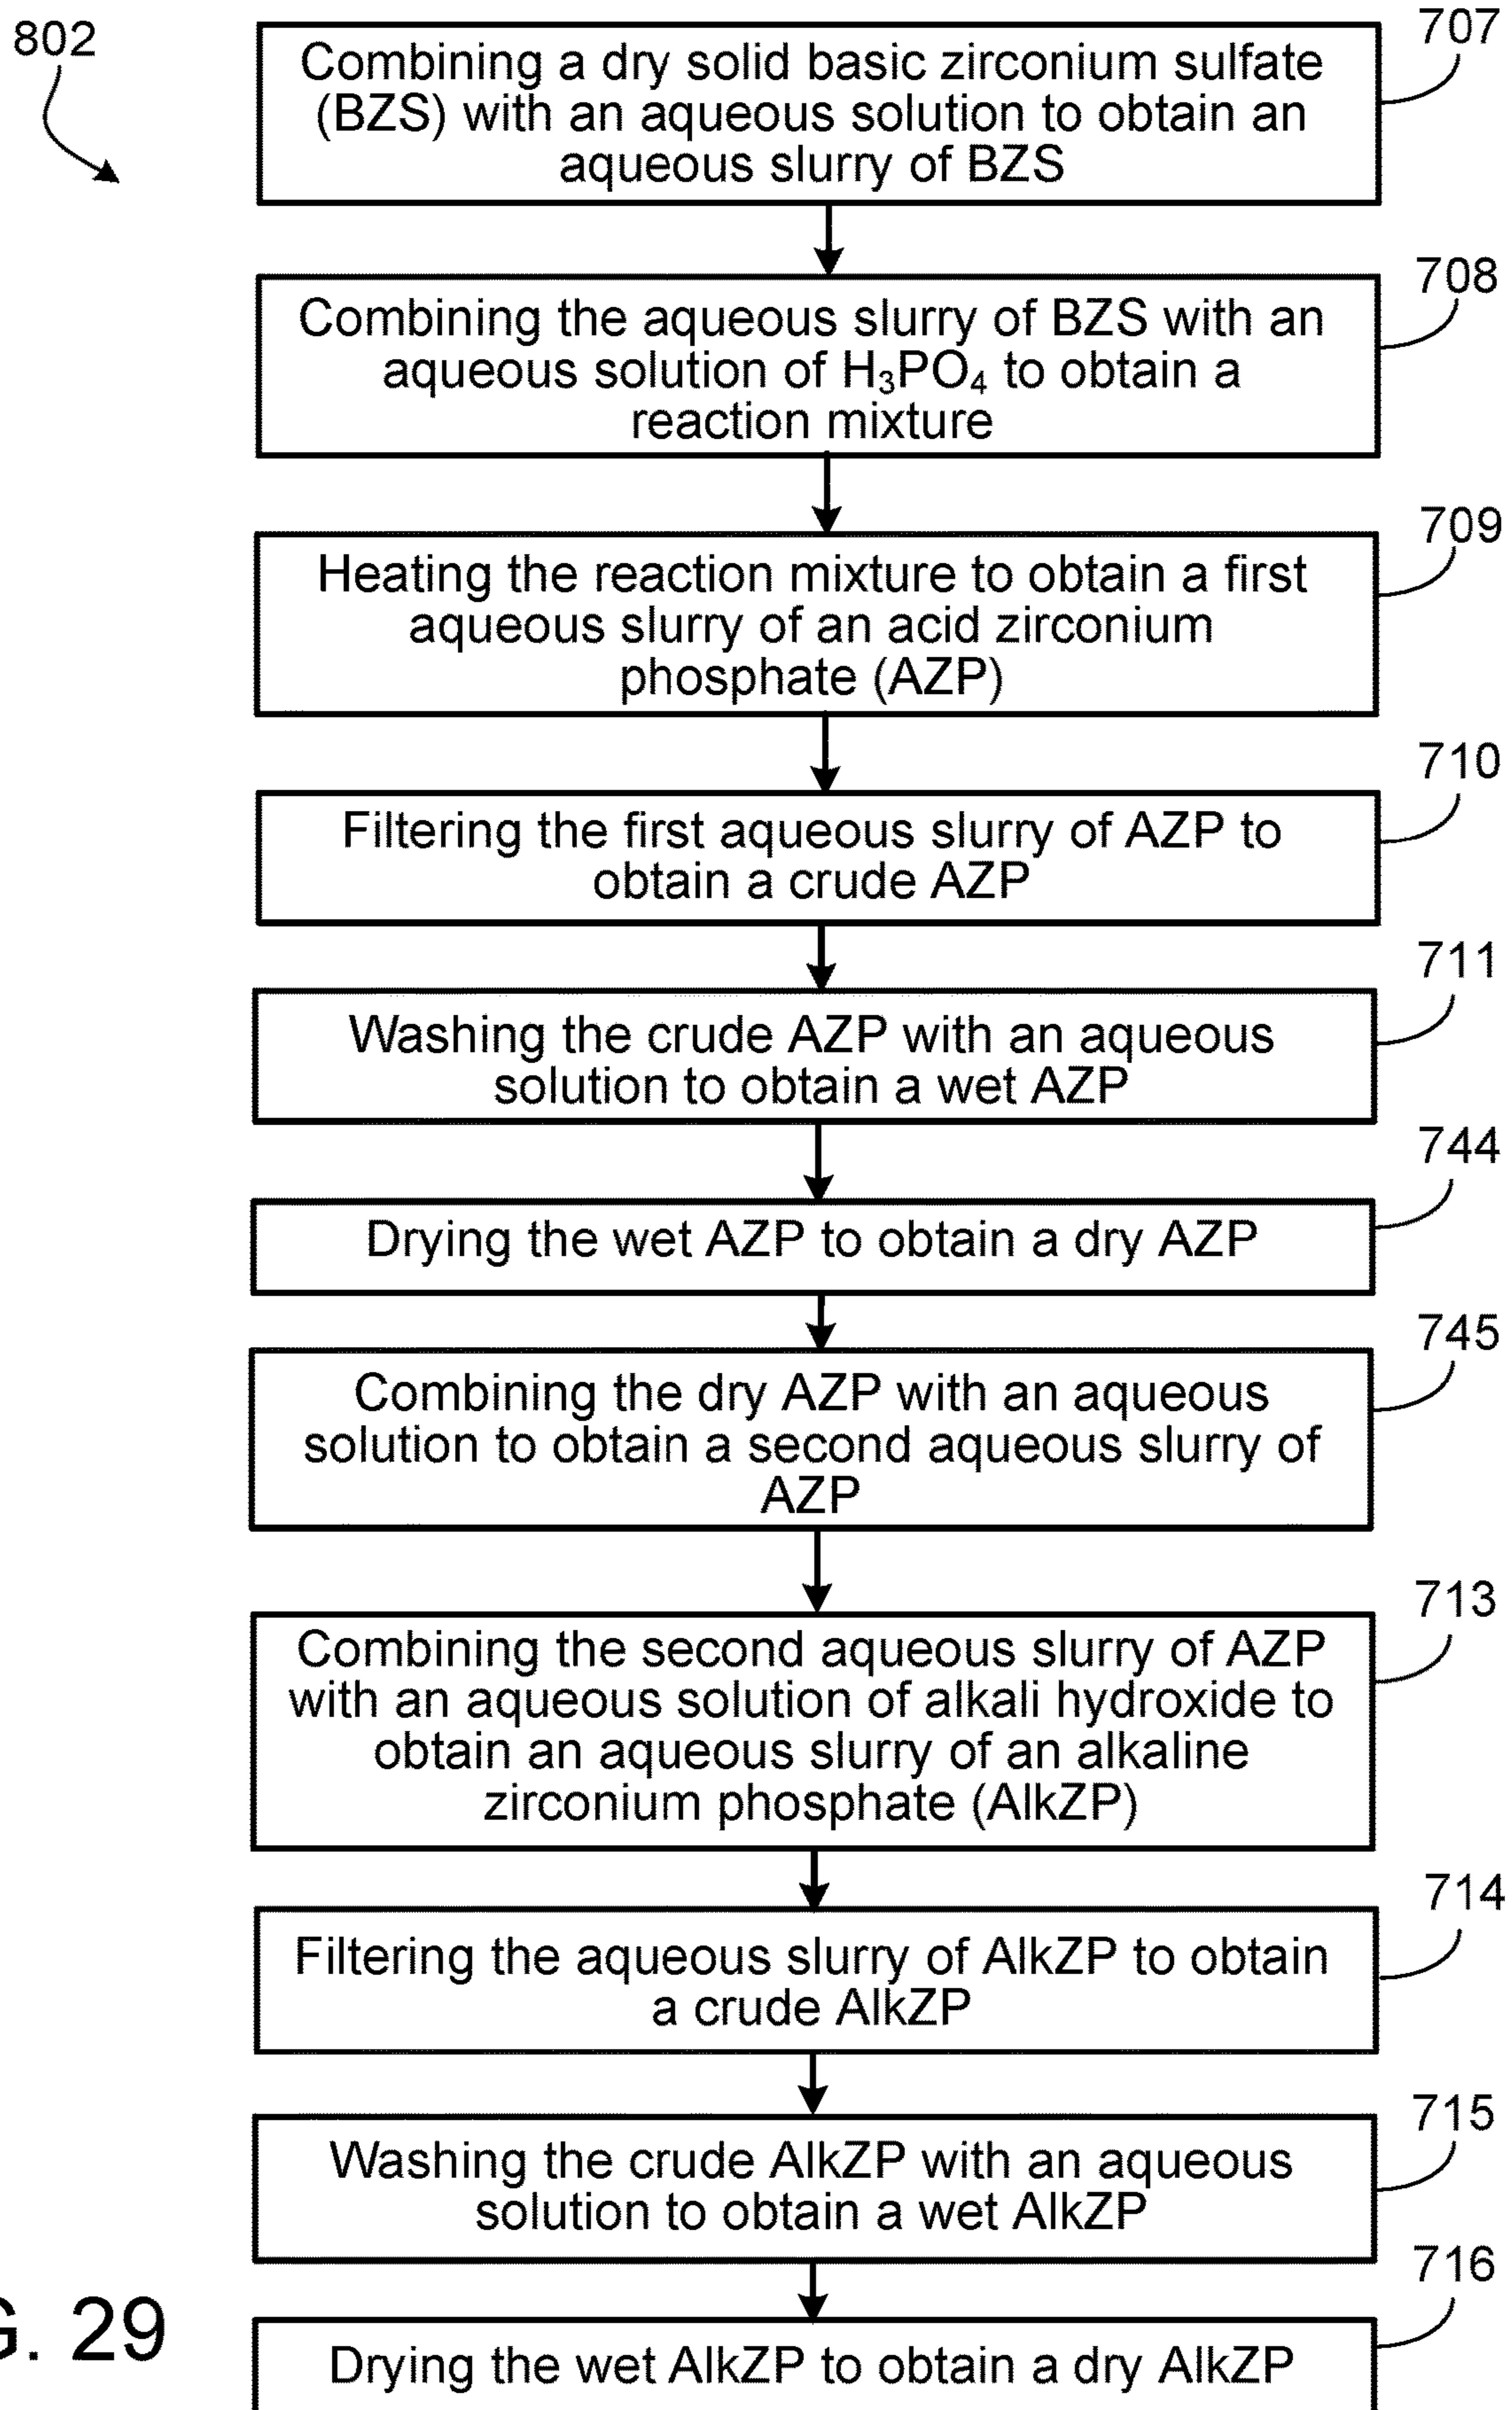 802
707
Combining a dry solid basic zirconium sulfate
(BZS) with an aqueous solution to obtain an
aqueous slurry of BZS
708
Combining the aqueous slurry of BZS with an
aqueous solution of H₃PO₄ to obtain a
reaction mixture
709
Heating the reaction mixture to obtain a first
aqueous slurry of an acid zirconium
phosphate (AZP)
710
Filtering the first aqueous slurry of AZP to
obtain a crude AZP
711
Washing the crude AZP with an aqueous
solution to obtain a wet AZP
744
Drying the wet AZP to obtain a dry AZP
745
Combining the dry AZP with an aqueous
solution to obtain a second aqueous slurry of
AZP
713
Combining the second aqueous slurry of AZP
with an aqueous solution of alkali hydroxide to
obtain an aqueous slurry of an alkaline
zirconium phosphate (AlkZP)
714
Filtering the aqueous slurry of AlkZP to obtain
a crude AlkZP
715
Washing the crude AlkZP with an aqueous
solution to obtain a wet AlkZP
716
Drying the wet AlkZP to obtain a dry AlkZP
G. 29